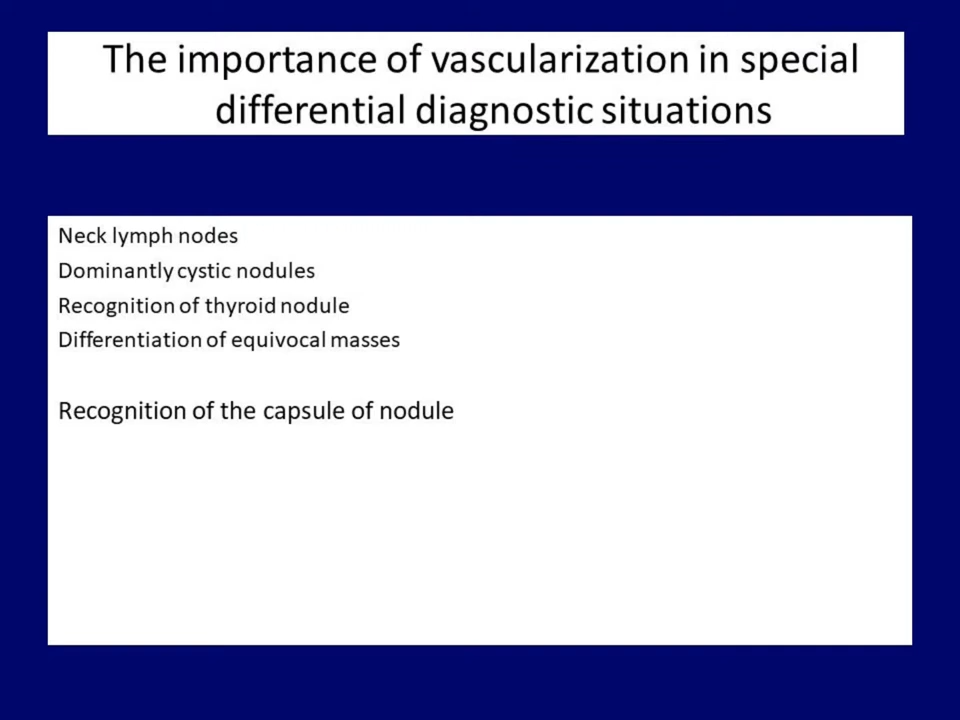 The importance of vascularization in special
differential diagnostic situations
Neck lymph nodes
Dominantly cystic nodules
Recognition of thyroid nodule
Differentiation of equivocal masses
Recognition of the capsule of nodule